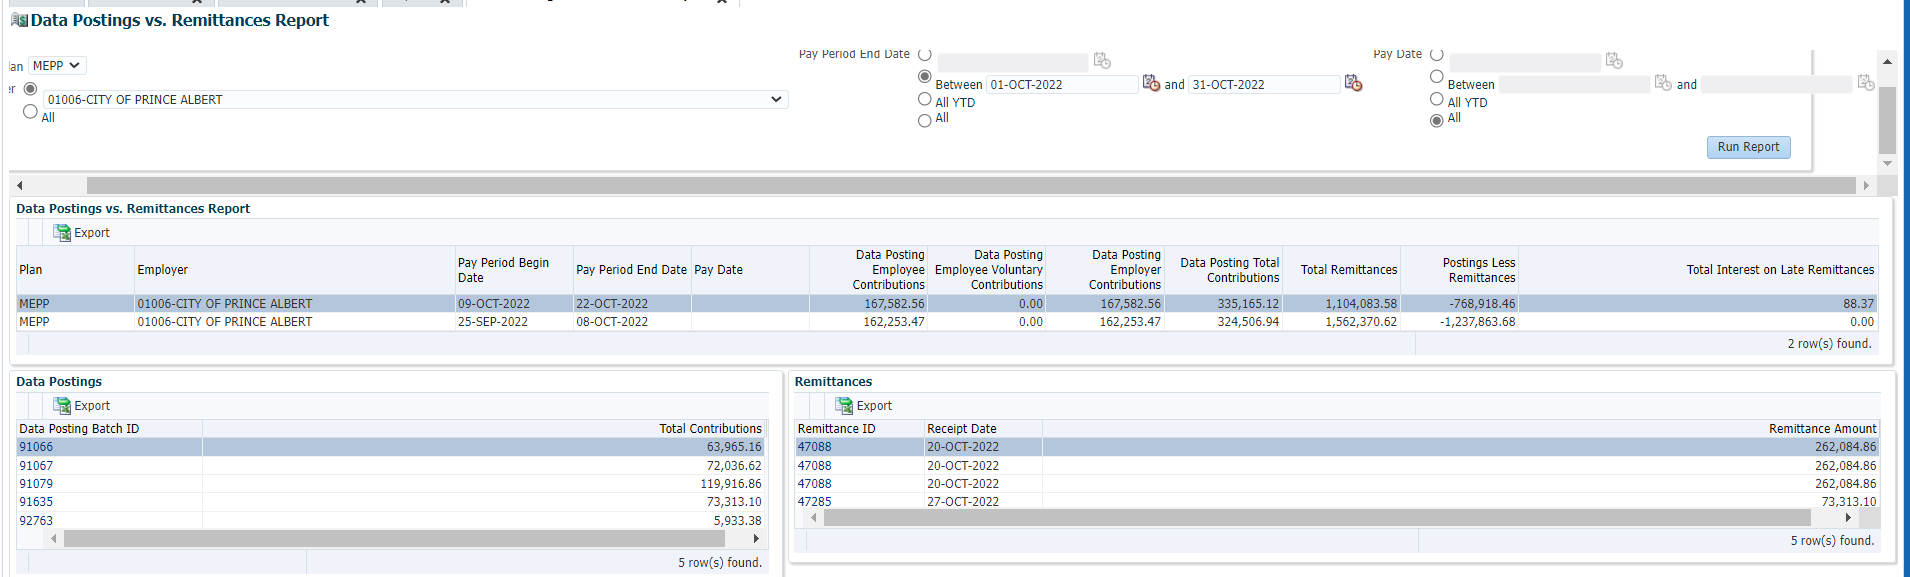 Data Postings vs. Remittances Report
Pay Period End Date
Pay Date
lan MEPP
Between 01-OCT-2022 and 31-OCT-2022
Between and
r 01006-CITY OF PRINCE ALBERT
All YTD
All YTD
All
All
All
Run Report
Data Postings vs. Remittances Report
Export
Plan Employer Pay Period Begin Date Pay Period End Date Pay Date Data Posting Employee Contributions Data Posting Employee Voluntary Contributions Data Posting Employer Contributions Data Posting Total Contributions Total Remittances Postings Less Remittances Total Interest on Late Remittances
MEPP 01006-CITY OF PRINCE ALBERT 09-OCT-2022 22-OCT-2022 167,582.56 0.00 167,582.56 335,165.12 1,104,083.58 -768,918.46 88.37
MEPP 01006-CITY OF PRINCE ALBERT 25-SEP-2022 08-OCT-2022 162,253.47 0.00 162,253.47 324,506.94 1,562,370.62 -1,237,863.68 0.00
2 row(s) found.
Data Postings
Export
Data Posting Batch ID Total Contributions
91066 63,965.16
91067 72,036.62
91079 119,916.86
91635 73,313.10
92763 5,933.38
5 row(s) found.
Remittances
Export
Remittance ID Receipt Date Remittance Amount
47088 20-OCT-2022 262,084.86
47088 20-OCT-2022 262,084.86
47088 20-OCT-2022 262,084.86
47285 27-OCT-2022 73,313.10
5 row(s) found.